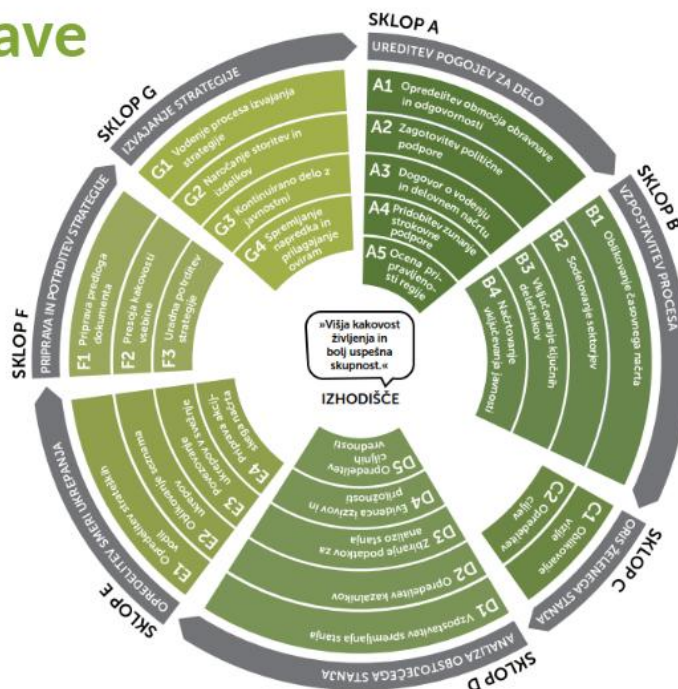 ave
SKLOP A
UREDITEV POGOJEV ZA DELO
A1 Opredelitev območja obravnave
in odgovornosti
A2 Zagotovitev politične
podpore
A3 Dogovor o vodenju
in delovnem načrtu
A4 Pridobitev zunanje
strokovne
podpore
A5 Ocena pri-
pravljeno-
sti regije
SKLOP B
VZPOSTAVITEV PROCESA
B1 Oblikovanje časovnega načrta
B2 Sodelovanje sektorjev
B3 Vključevanje ključnih
deležnikov
B4 Načrtovanje
vključevanja javnosti
SKLOP C
ORIS ŽELENEGA STANJA
C1 Oblikovanje
vizije
C2 Opredelitev
ciljev
SKLOP D
ANALIZA OBSTOJEČEGA STANJA
D1 Vzpostavitev spremljanja stanja
D2 Opredelitev kazalnikov
D3 Zbiranje podatkov za
analizo stanja
D4 Evidenca izzivov in
priložnosti
D5 Opredelitev
ciljnih
vrednosti
SKLOP E
OPREDELITEV SMERI UKREPANJA
E1 Opredelitev strateških
vodil
E2 Oblikovanje seznama
ukrepov
E3 Povezovanje
ukrepov v svežnje
E4 Priprava akcij-
skega načrta
SKLOP F
PRIPRAVA IN POTRDITEV STRATEGIJE
F1 Priprava predloga
dokumenta
F2 Presoja kakovosti
vsebine
F3 Uradna potrditev
strategije
SKLOP G
IZVAJANJE STRATEGIJE
G1 Vodenje procesa izvajanja
strategije
G2 Naročanje storitev in
izdelkov
G3 Kontinuirano delo z
javnostmi
G4 Spremljanje
napredka in
prilagajanje
oviram
»Višja kakovost
življenja in
bolj uspešna
skupnost.«
IZHODIŠČE